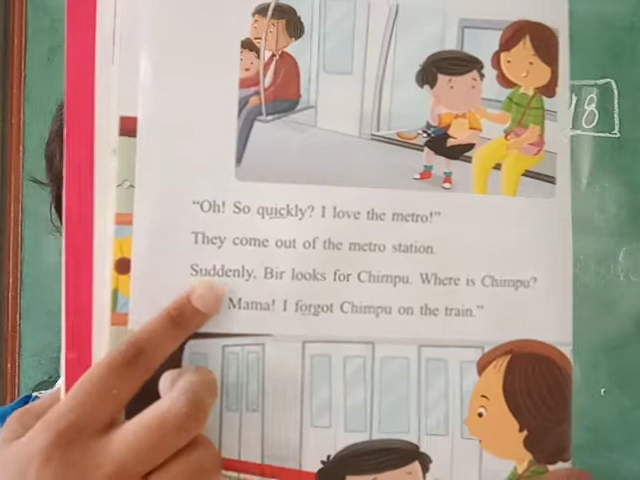 “Oh! So quickly? I love the metro!”
They come out of the metro station.
Suddenly, Bir looks for Chimpu. Where is Chimpu?
Mama! I forgot Chimpu on the train.”
18